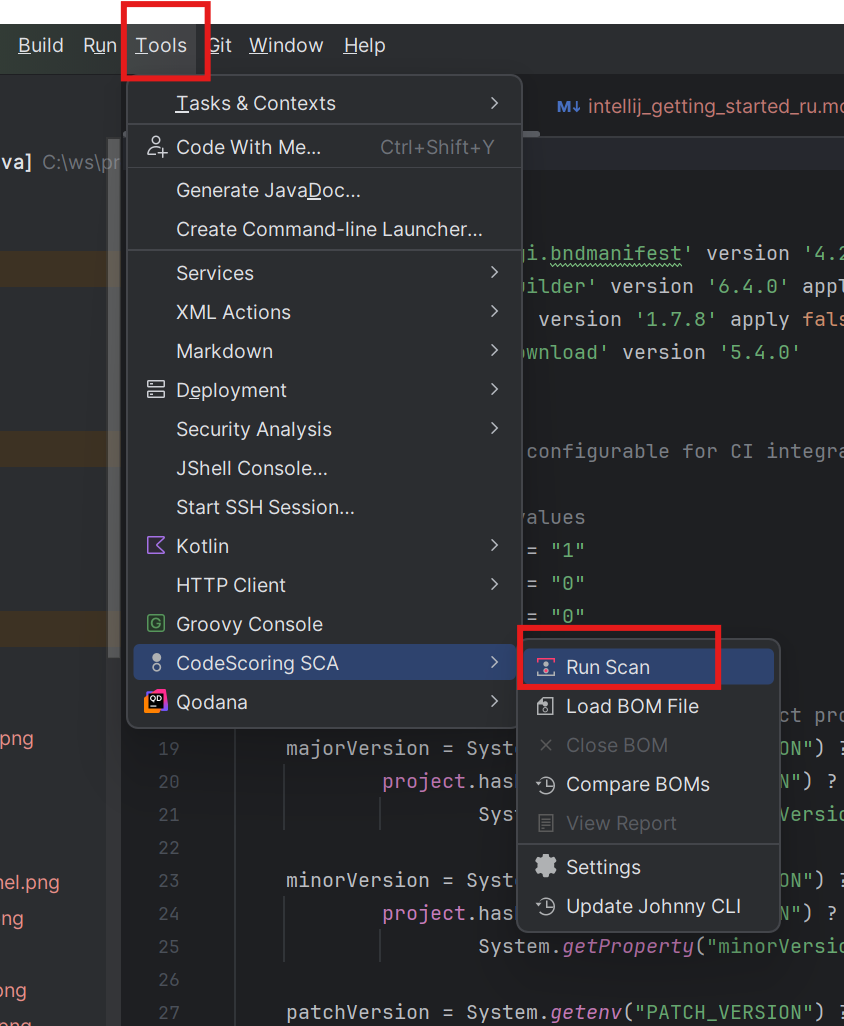 Build Run Tools Git Window Help
Tasks & Contexts
intellij_getting_started_ru.md
Code With Me... Ctrl+Shift+Y
va] C:\ws\pr
Generate JavaDoc...
Create Command-line Launcher...
gi.bndmanifest' version '4.2
Services
uilder' version '6.4.0' appl
XML Actions
version '1.7.8' apply fals
Markdown
ownload' version '5.4.0'
Deployment
Security Analysis
configurable for CI integra
JShell Console...
Start SSH Session...
values
Kotlin
= "1"
HTTP Client
= "0"
Groovy Console
= "0"
CodeScoring SCA
Run Scan
Qodana
Load BOM File
ct pro
png
19 majorVersion = Syst ON") ?
Close BOM
20 project.has N") ?
Compare BOMs
21 Syst Versio
View Report
22
23 minorVersion = Syst ON") ?
Settings
nel.png
24 project.has N") ?
Update Johnny CLI
ng
25 System.getProperty("minorVersio
26
png
27 patchVersion = System.getenv("PATCH_VERSION") ?
png